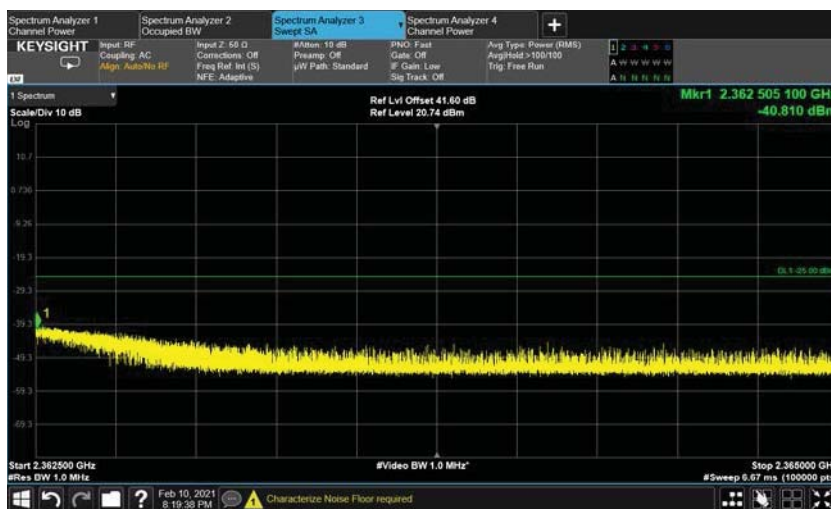 Spectrum Analyzer 1
Channel Power
Spectrum Analyzer 2
Occupied BW
Spectrum Analyzer 3
Swept SA
Spectrum Analyzer 4
Channel Power
KEYSIGHT
Input: RF
Coupling: AC
Align: Auto/No RF
Input Z: 50 Ω
Corrections: Off
Freq Ref: Int (S)
NFE: Adaptive
#Atten: 10 dB
Preamp: Off
µW Path: Standard
PNO: Fast
Gate: Off
IF Gain: Low
Sig Track: Off
Avg Type: Power (RMS)
Avg|Hold >100/100
Trig: Free Run
1 2 3 4 5 6
A W W W W W
A N N N N N
1 Spectrum
Scale/Div 10 dB
Log
Ref Lvl Offset 41.60 dB
Ref Level 20.74 dBm
Mkr1 2.362 505 100 GH
-40.810 dBm
10.7
0.736
-9.26
-19.3
-29.3
-39.3
-49.3
-59.3
-69.3
DL1 -25.00 dB
1
Start 2.362500 GHz
#Res BW 1.0 MHz
#Video BW 1.0 MHz*
Stop 2.365000 GH
#Sweep 6.67 ms (100000 pt
Feb 10, 2021
8:19:38 PM
Characterize Noise Floor required